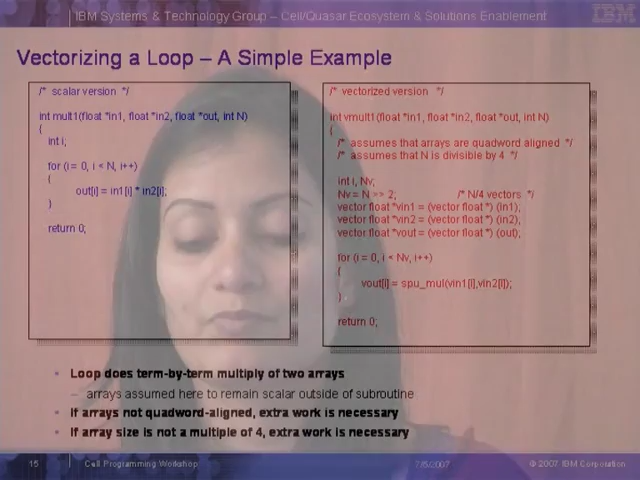 IBM Systems & Technology Group – Cell/Quasar Ecosystem & Solutions Enablement
IBM
Vectorizing a Loop – A Simple Example
/* scalar version */
int mult1(float *in1, float *in2, float *out, int N)
{
int i;
for (i = 0, i < N, i++)
{
out[i] = in1[i] * in2[i];
}
return 0;
/* vectorized version */
int vmult1(float *in1, float *in2, float *out, int N)
{
/* assumes that arrays are quadword aligned */
/* assumes that N is divisible by 4 */
int i, Nv;
Nv = N >> 2; /* N/4 vectors */
vector float *vin1 = (vector float *) (in1);
vector float *vin2 = (vector float *) (in2);
vector float *vout = (vector float *) (out);
for (i = 0, i < Nv, i++)
{
vout[i] = spu_mul(vin1[i],vin2[i]);
}
return 0;
▪ Loop does term-by-term multiply of two arrays
– arrays assumed here to remain scalar outside of subroutine
▪ If arrays not quadword-aligned, extra work is necessary
▪ If array size is not a multiple of 4, extra work is necessary
15 Cell Programming Workshop 7/5/2007 © 2007 IBM Corporation